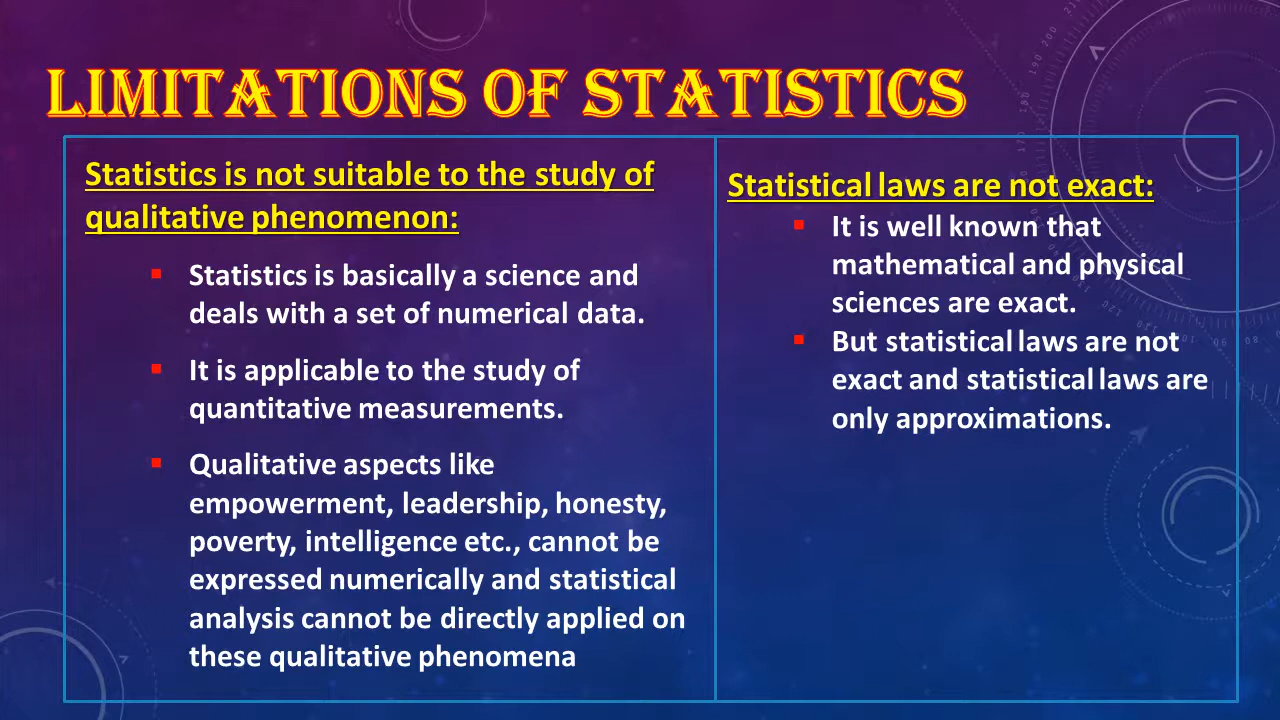 LIMITATIONS OF STATISTICS
Statistics is not suitable to the study of
qualitative phenomenon:
▪ Statistics is basically a science and
deals with a set of numerical data.
▪ It is applicable to the study of
quantitative measurements.
▪ Qualitative aspects like
empowerment, leadership, honesty,
poverty, intelligence etc., cannot be
expressed numerically and statistical
analysis cannot be directly applied on
these qualitative phenomena
Statistical laws are not exact:
▪ It is well known that
mathematical and physical
sciences are exact.
▪ But statistical laws are not
exact and statistical laws are
only approximations.